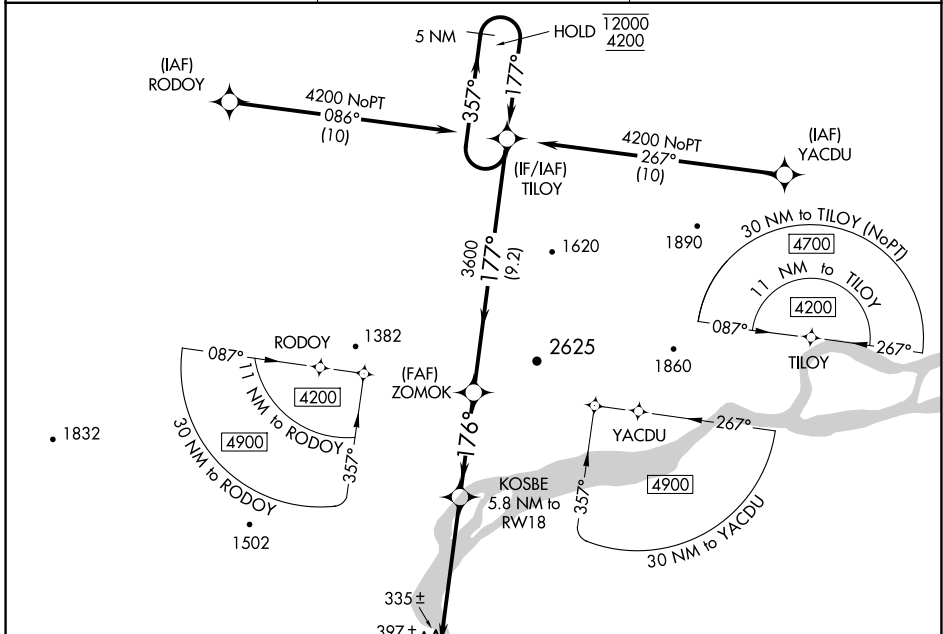 5 NM
HOLD
12000
4200
(IAF)
RODOY
4200 NoPT
086°
(10)
357°
177°
4200 NoPT
267°
(10)
(IAF)
YACDU
(IF/IAF)
TILOY
3600
177°
(9.2)
1620
1890
30 NM to TILOY (NoPT)
4700
11 NM to TILOY
4200
087°
267°
TILOY
RODOY
1382
087°
4200
11 NM to RODOY
4900
30 NM to RODOY
357°
1832
1502
2625
1860
(FAF)
ZOMOK
176°
KOSBE
5.8 NM to
RW18
YACDU
267°
357°
4900
30 NM to YACDU
335±
397±